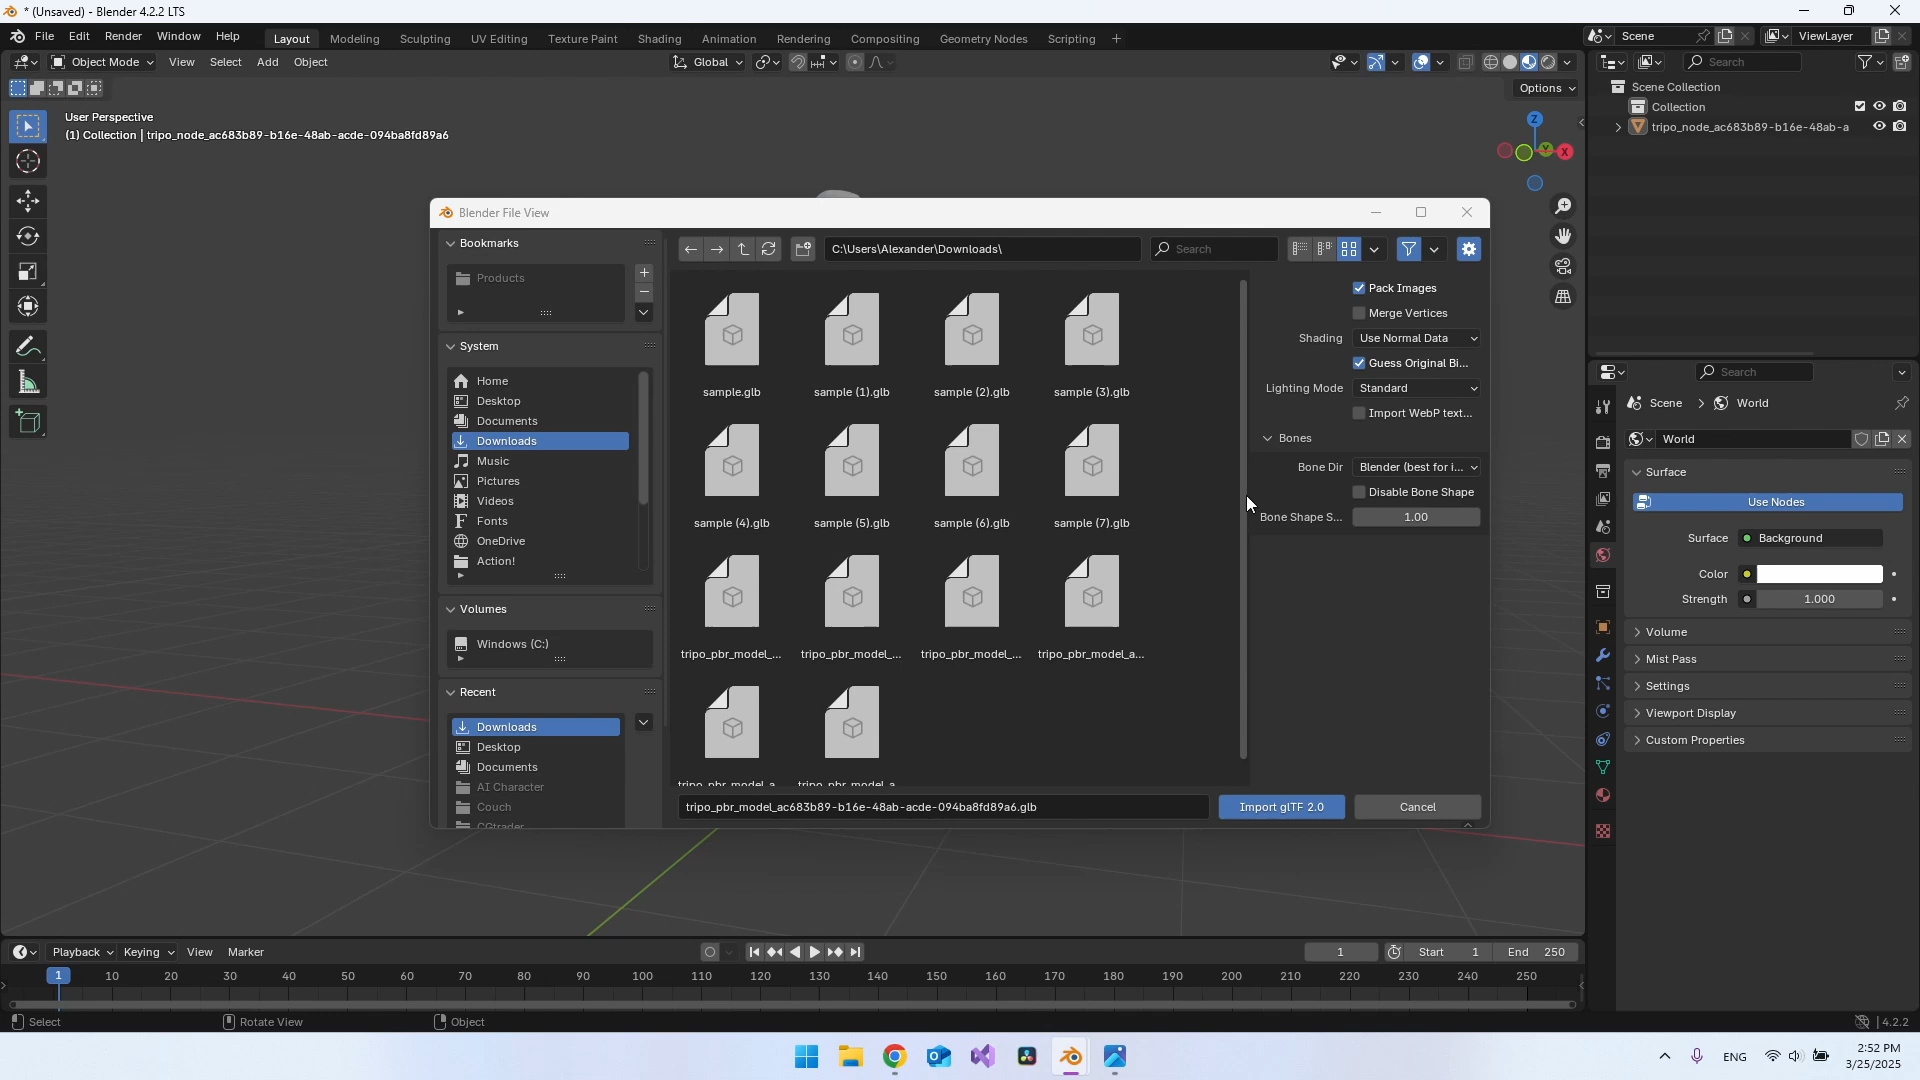 * (Unsaved) - Blender 4.2.2 LTS
File Edit Render Window Help Layout Modeling Sculpting UV Editing Texture Paint Shading Animation Rendering Compositing Geometry Nodes Scripting + Scene ViewLayer
Object Mode View Select Add Object Global Search
Options
User Perspective
(1) Collection | tripo_node_ac683b89-b16e-48ab-acde-094ba8fd89a6
Scene Collection
Collection
tripo_node_ac683b89-b16e-48ab-a
Z
Y
X
Blender File View
Bookmarks
Products
System
Home
Desktop
Documents
Downloads
Music
Pictures
Videos
Fonts
OneDrive
Action!
Volumes
Windows (C:)
Recent
Downloads
Desktop
Documents
AI Character
Couch
CGtrader
C:\Users\Alexander\Downloads\ Search
sample.glb sample (1).glb sample (2).glb sample (3).glb
sample (4).glb sample (5).glb sample (6).glb sample (7).glb
tripo_pbr_model_... tripo_pbr_model_... tripo_pbr_model_... tripo_pbr_model_a...
tripo_pbr_model_a... tripo_pbr_model_a...
Pack Images
Merge Vertices
Shading Use Normal Data
Guess Original Bi...
Lighting Mode Standard
Import WebP text...
Bones
Bone Dir Blender (best for i...
Disable Bone Shape
Bone Shape S... 1.00
tripo_pbr_model_ac683b89-b16e-48ab-acde-094ba8fd89a6.glb Import glTF 2.0 Cancel
Search
Scene > World
World
Surface
Use Nodes
Surface Background
Color
Strength 1.000
Volume
Mist Pass
Settings
Viewport Display
Custom Properties
Playback Keying View Marker 1 Start 1 End 250
1 10 20 30 40 50 60 70 80 90 100 110 120 130 140 150 160 170 180 190 200 210 220 230 240 250
Select Rotate View Object 4.2.2
ENG 2:52 PM
3/25/2025